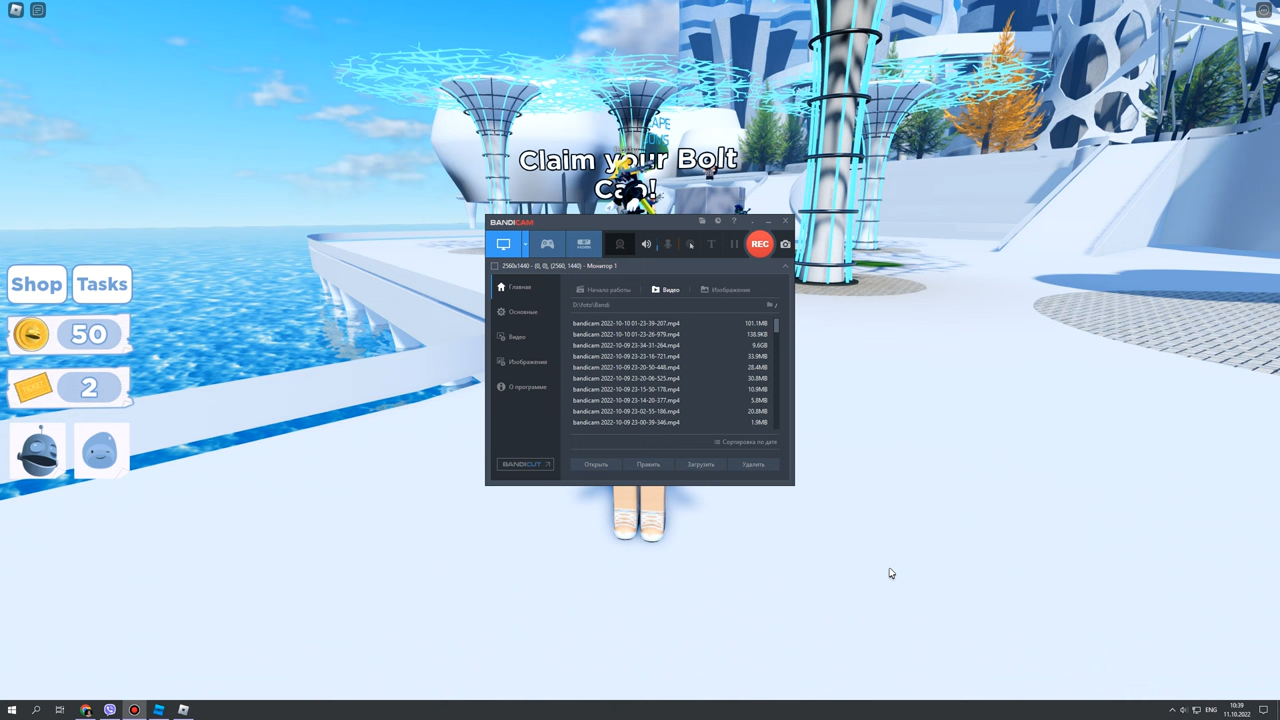 APE
Claim your Bolt
Cap!
BANDICAM
REC
2560x1440 - (0, 0), (2560, 1440) - Монитор 1
Главная
Основные
Видео
Изображения
О программе
BANDICUT
Начало работы
Видео
Изображения
D:\foto\Bandi
bandicam 2022-10-10 01-23-39-207.mp4 101.1MB
bandicam 2022-10-10 01-23-26-979.mp4 138.9KB
bandicam 2022-10-09 23-34-31-264.mp4 9.6GB
bandicam 2022-10-09 23-23-16-721.mp4 33.9MB
bandicam 2022-10-09 23-20-50-448.mp4 28.4MB
bandicam 2022-10-09 23-20-06-525.mp4 30.8MB
bandicam 2022-10-09 23-15-50-178.mp4 10.9MB
bandicam 2022-10-09 23-14-20-377.mp4 5.8MB
bandicam 2022-10-09 23-02-55-186.mp4 20.8MB
bandicam 2022-10-09 23-00-39-346.mp4 1.9MB
Сортировка по дате
Открыть Править Загрузить Удалить
Shop Tasks
50
2
ENG
10:39
11.10.2022